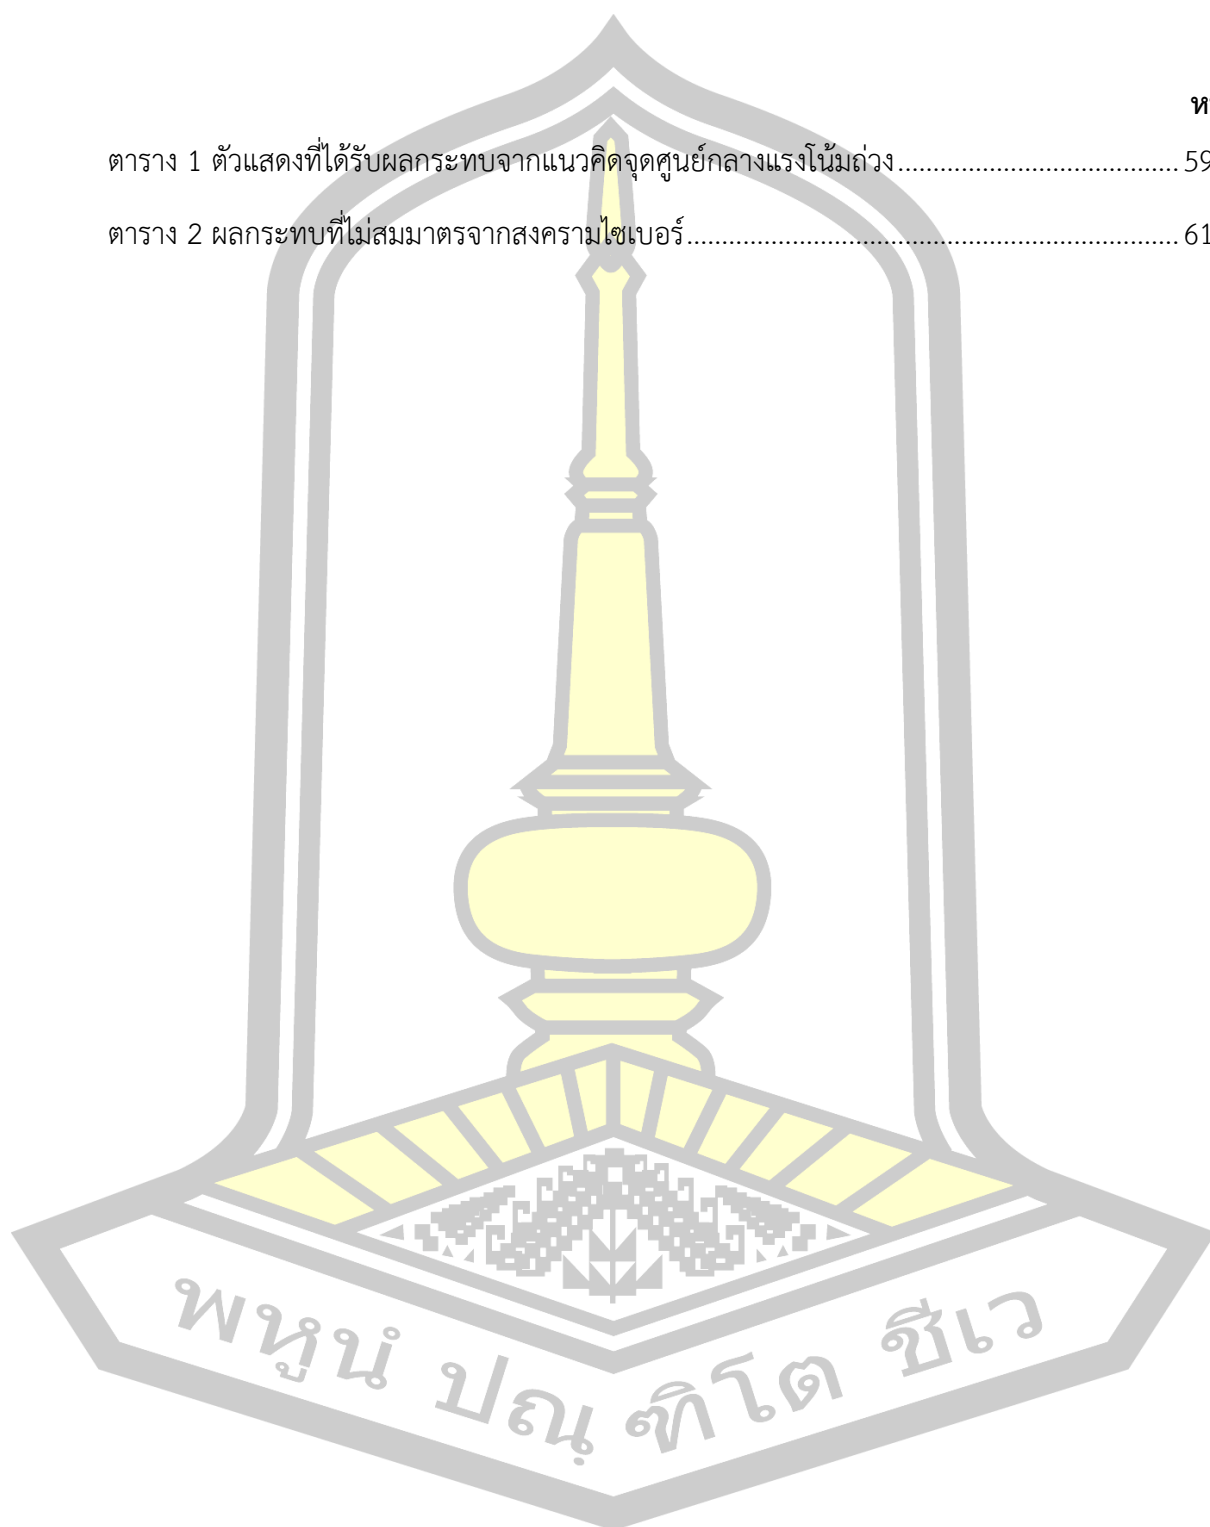 ตาราง 1 ตัวแสดงที่ได้รับผลกระทบจากแนวคิดจุดศูนย์กลางแรงโน้มถ่วง........................................ 59
ตาราง 2 ผลกระทบที่ไม่สมมาตรจากสงครามไซเบอร์...................................................................... 61
พหูนํ ปณฺฑิโต ชีเว